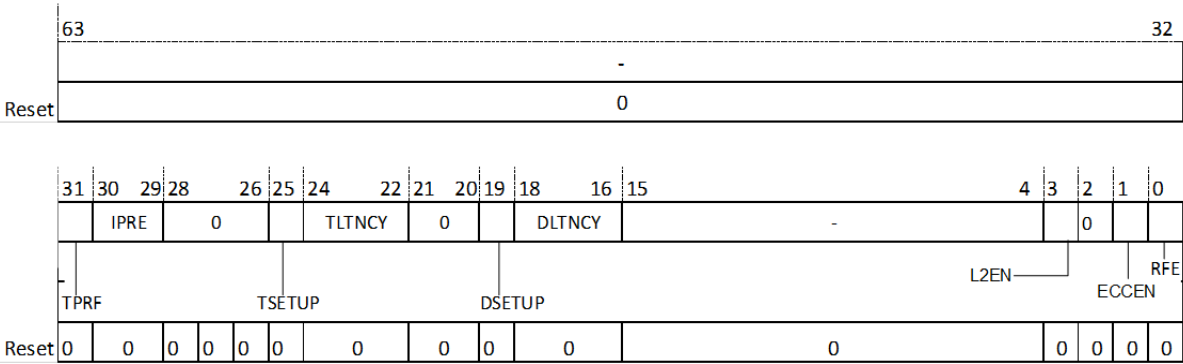 63 32
-
Reset 0
31 30 29 28 26 25 24 22 21 20 19 18 16 15 4 3 2 1 0
IPRE 0 TLTNCY 0 DLTNCY - 0
L2EN RFE
- ECCEN
TPRF TSETUP DSETUP
Reset 0 0 0 0 0 0 0 0 0 0 0 0 0 0 0